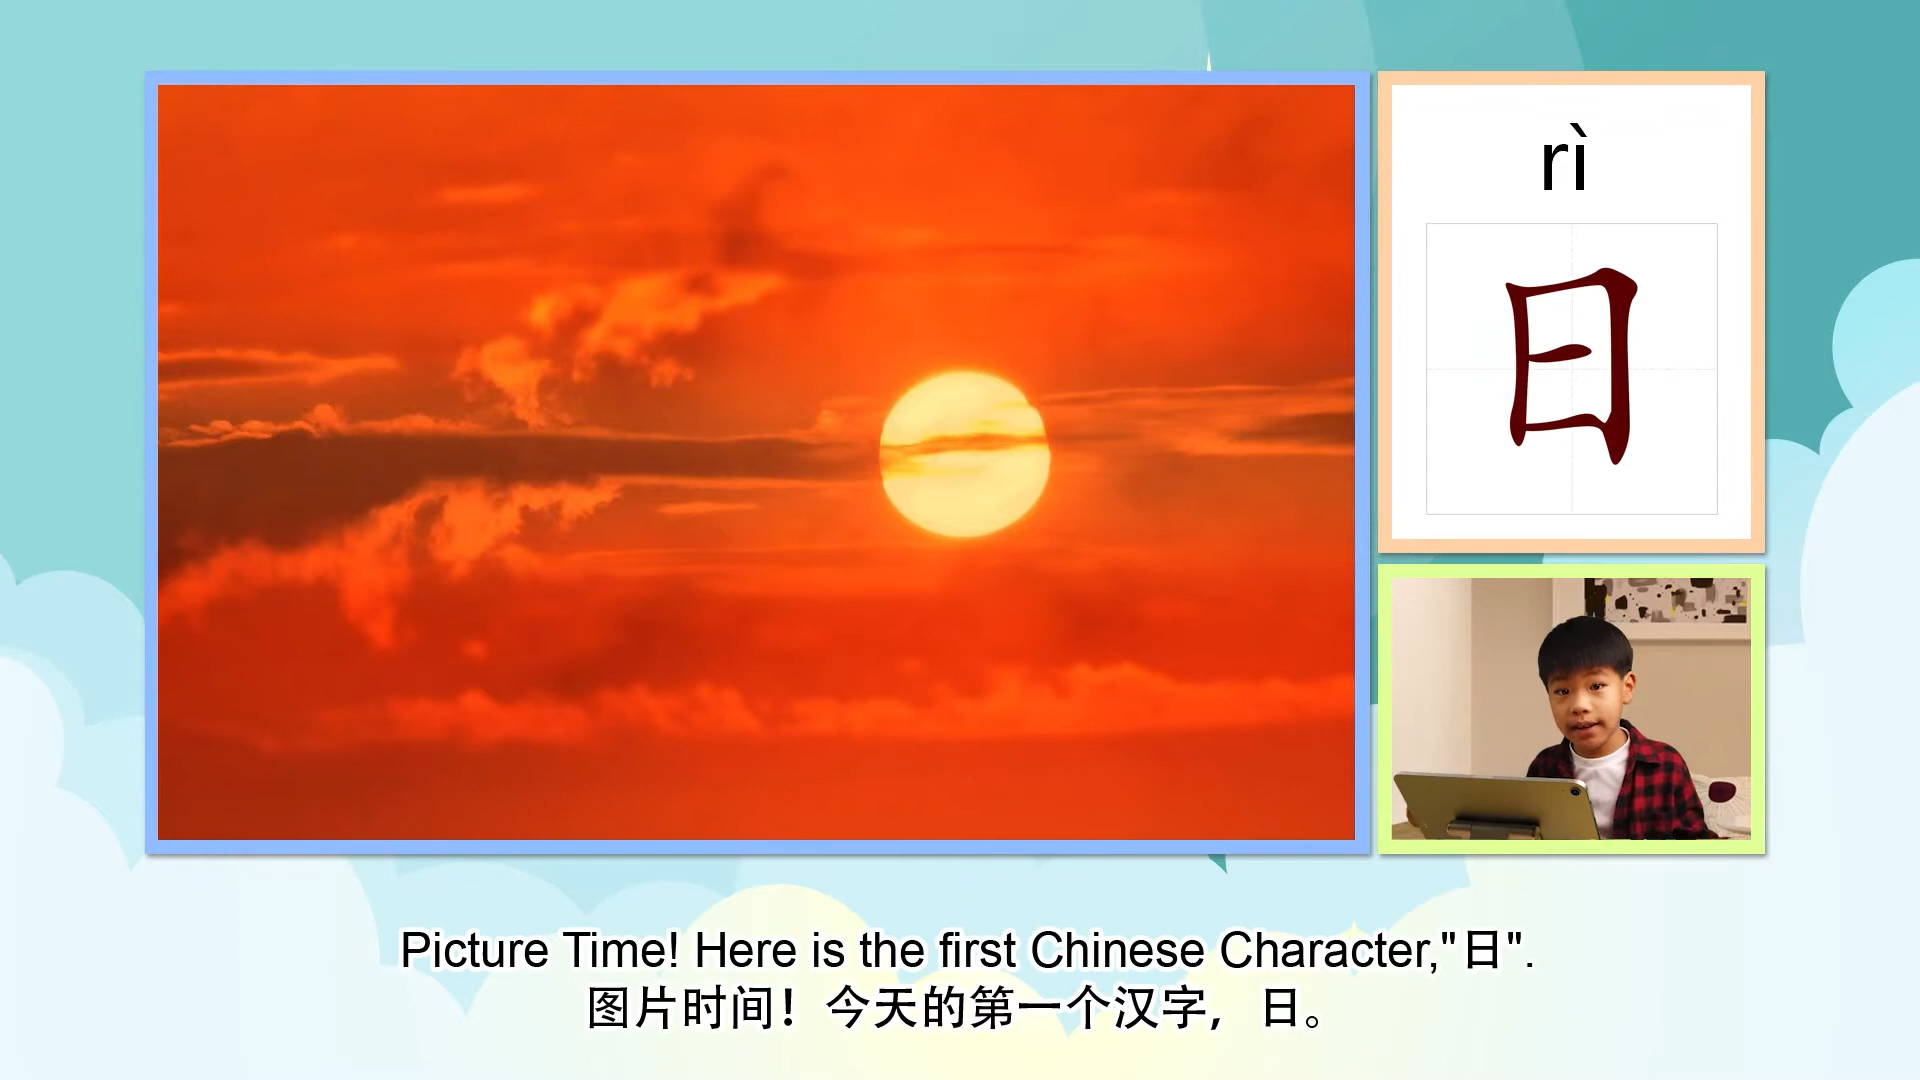 rì
日
Picture Time! Here is the first Chinese Character,"日".
图片时间！今天的第一个汉字，日。